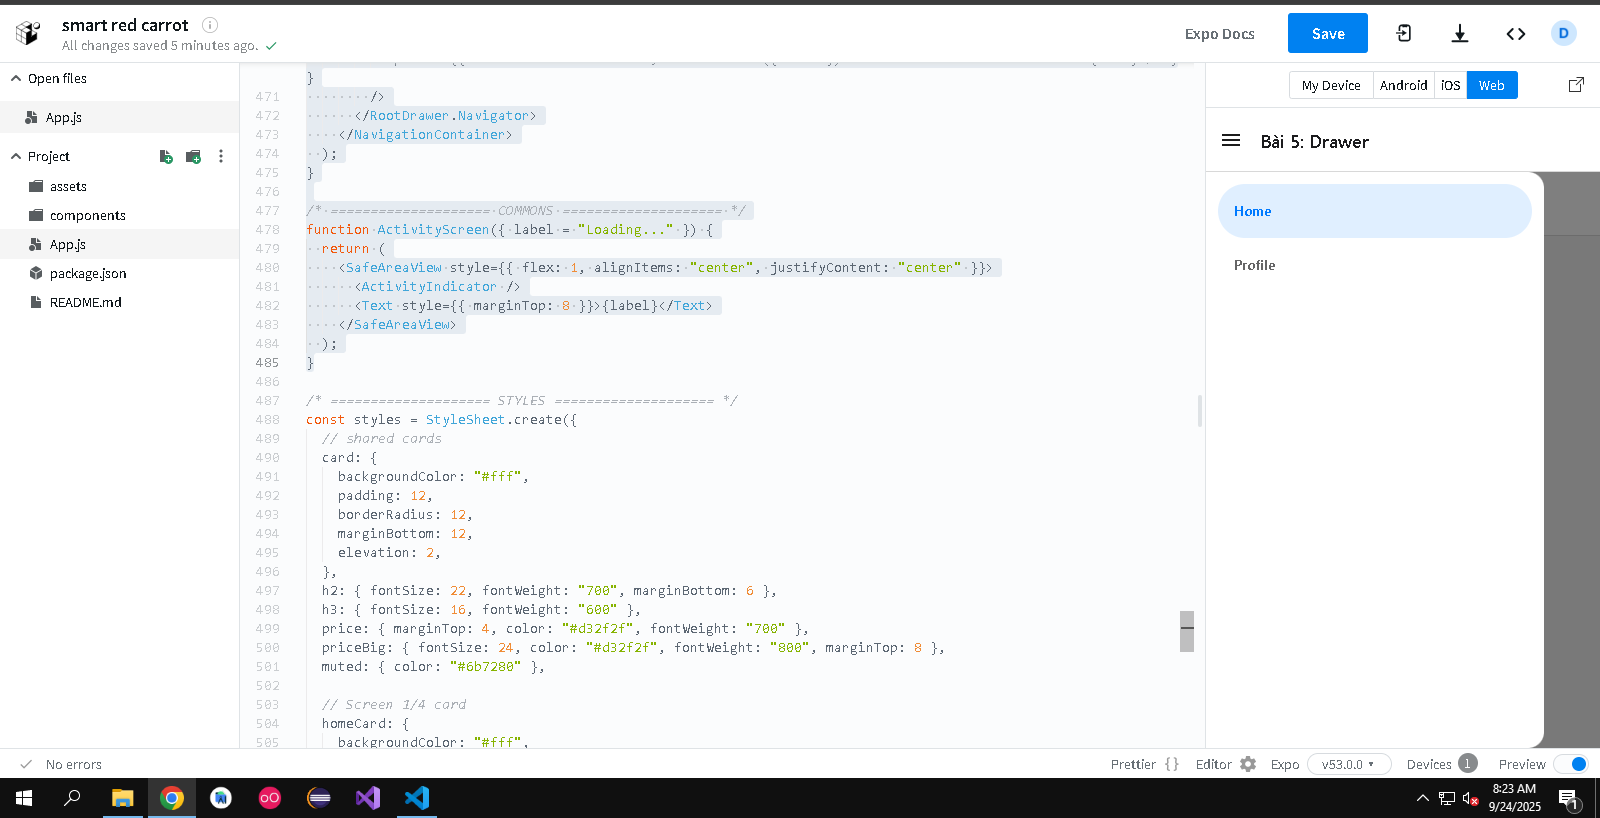 smart red carrot
All changes saved 5 minutes ago.
Expo Docs
Save
D
Open files
App.js
Project
assets
components
App.js
package.json
README.md
}
471 />
472 </RootDrawer.Navigator>
473 </NavigationContainer>
474 );
475 }
476
477 /* ==================== COMMONS ==================== */
478 function ActivityScreen({ label = "Loading..." }) {
479 return (
480 <SafeAreaView style={{ flex: 1, alignItems: "center", justifyContent: "center" }}>
481 <ActivityIndicator />
482 <Text style={{ marginTop: 8 }}>{label}</Text>
483 </SafeAreaView>
484 );
485 }
486
487 /* ==================== STYLES ==================== */
488 const styles = StyleSheet.create({
489 // shared cards
490 card: {
491 backgroundColor: "#fff",
492 padding: 12,
493 borderRadius: 12,
494 marginBottom: 12,
495 elevation: 2,
496 },
497 h2: { fontSize: 22, fontWeight: "700", marginBottom: 6 },
498 h3: { fontSize: 16, fontWeight: "600" },
499 price: { marginTop: 4, color: "#d32f2f", fontWeight: "700" },
500 priceBig: { fontSize: 24, color: "#d32f2f", fontWeight: "800", marginTop: 8 },
501 muted: { color: "#6b7280" },
502
503 // Screen 1/4 card
504 homeCard: {
505 backgroundColor: "#fff",
My Device
Android
iOS
Web
Bài 5: Drawer
Home
Profile
No errors
Prettier {}
Editor
Expo
v53.0.0
Devices 1
Preview
8:23 AM
9/24/2025
1